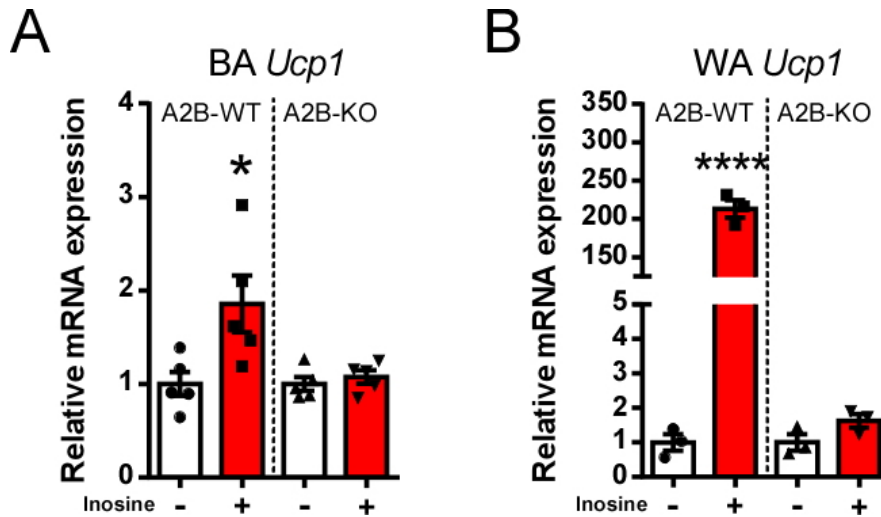 A
BA Ucp1
Relative mRNA expression
4
3
2
1
0
A2B-WT
A2B-KO
*
Inosine - + - +
B
WA Ucp1
Relative mRNA expression
350
300
250
200
150
5
4
3
2
1
0
A2B-WT
A2B-KO
****
Inosine - + - +